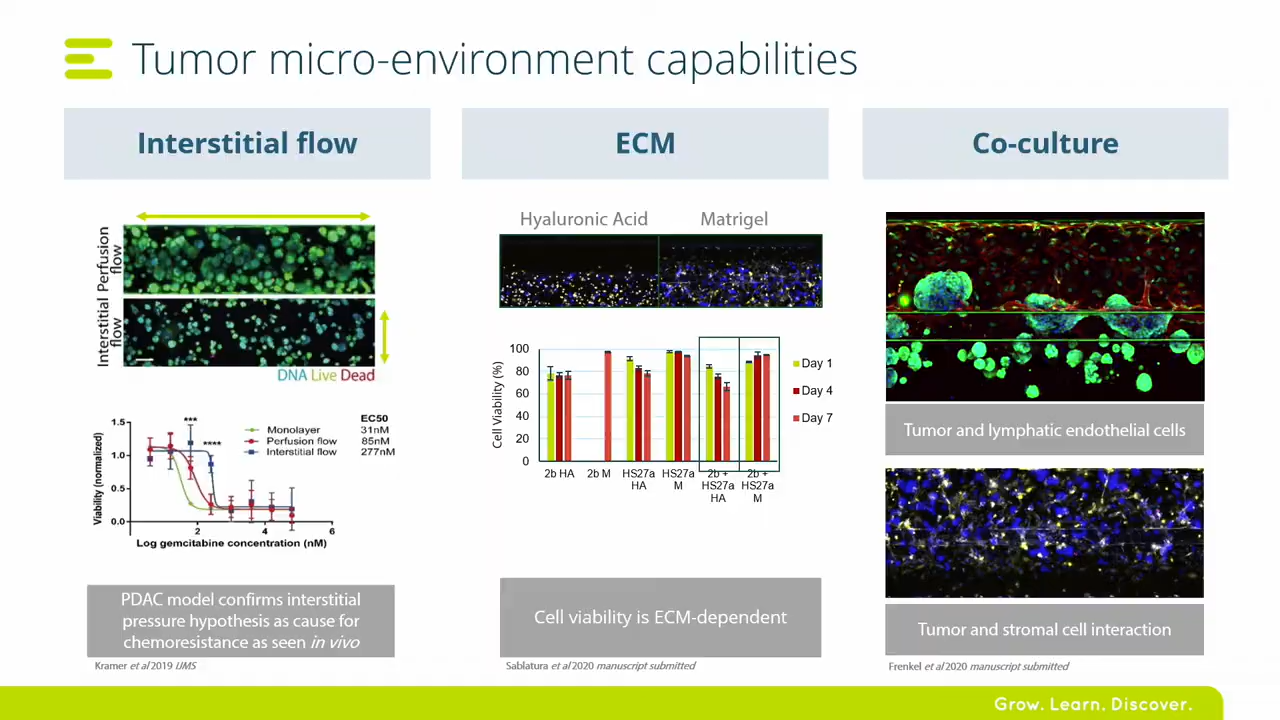 Tumor micro-environment capabilities
Interstitial flow
Perfusion
flow
Interstitial
flow
DNA Live Dead
EC50
Monolayer 31nM
Perfusion flow 85nM
Interstitial flow 277nM
***
****
Viability (normalized)
1.5
1.0
0.5
0.0
2 4 6
Log gemcitabine concentration (nM)
PDAC model confirms interstitial
pressure hypothesis as cause for
chemoresistance as seen in vivo
Kramer et al 2019 IJMS
ECM
Hyaluronic Acid Matrigel
Cell Viability (%)
100
80
60
40
20
0
2b HA 2b M HS27a HS27a 2b + 2b +
HA M HS27a HS27a
HA M
Day 1
Day 4
Day 7
Cell viability is ECM-dependent
Sablatura et al 2020 manuscript submitted
Co-culture
Tumor and lymphatic endothelial cells
Tumor and stromal cell interaction
Frenkel et al 2020 manuscript submitted
Grow. Learn. Discover.